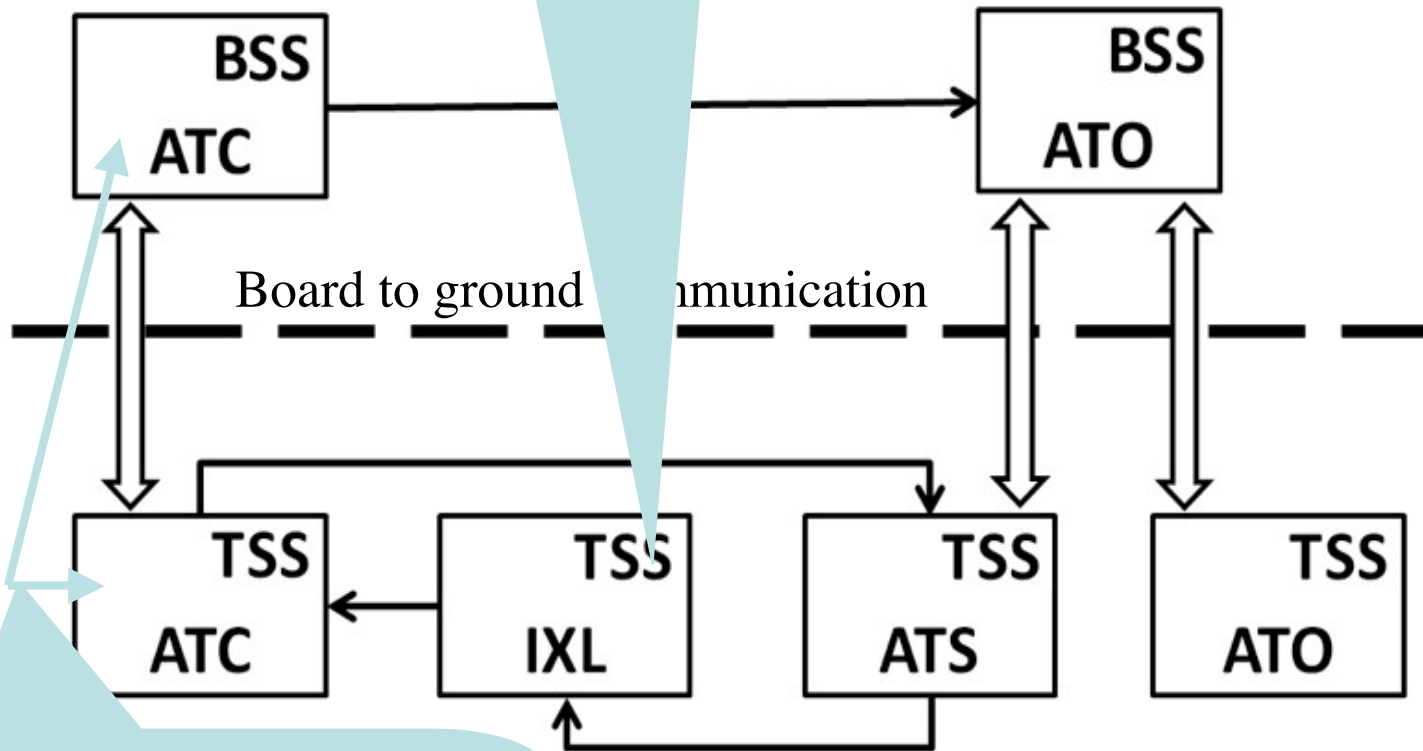 BSS
ATC
BSS
ATO
Board to ground mmunication
TSS
ATC
TSS
IXL
TSS
ATS
TSS
ATO